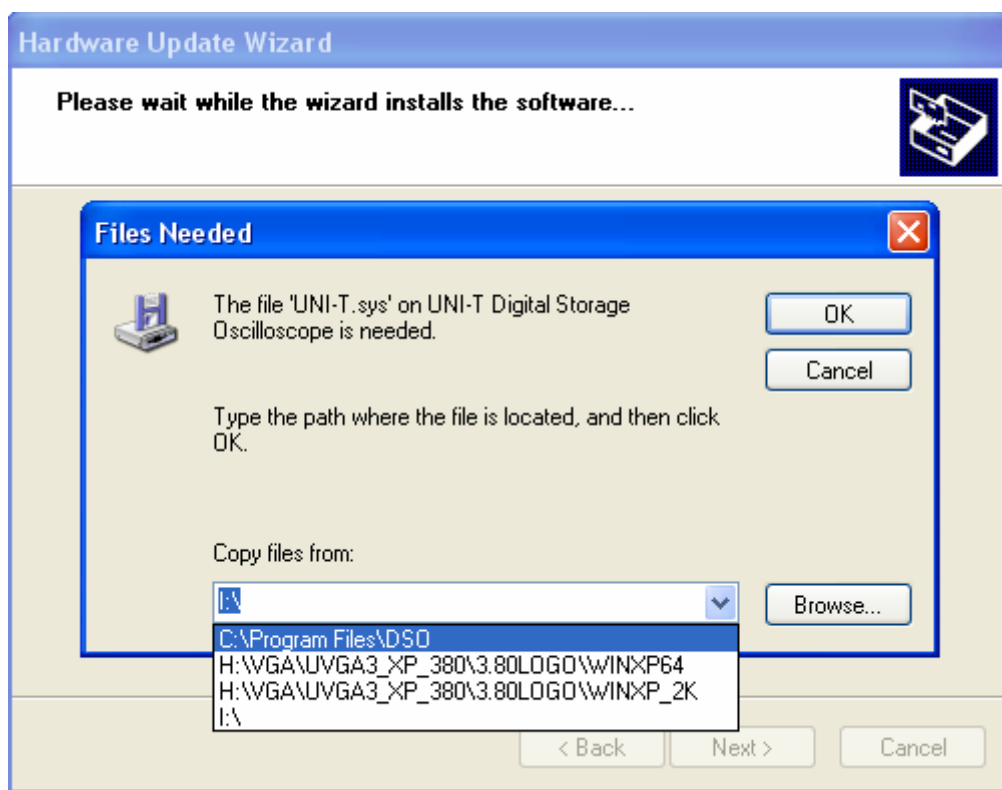 Hardware Update Wizard
Please wait while the wizard installs the software...
Files Needed
The file 'UNI-T.sys' on UNI-T Digital Storage
Oscilloscope is needed.
OK
Cancel
Type the path where the file is located, and then click
OK.
Copy files from:
I:\
Browse...
C:\Program Files\DSO
H:\VGA\UVGA3_XP_380\3.80LOGO\WINXP64
H:\VGA\UVGA3_XP_380\3.80LOGO\WINXP_2K
I:\
< Back
Next >
Cancel